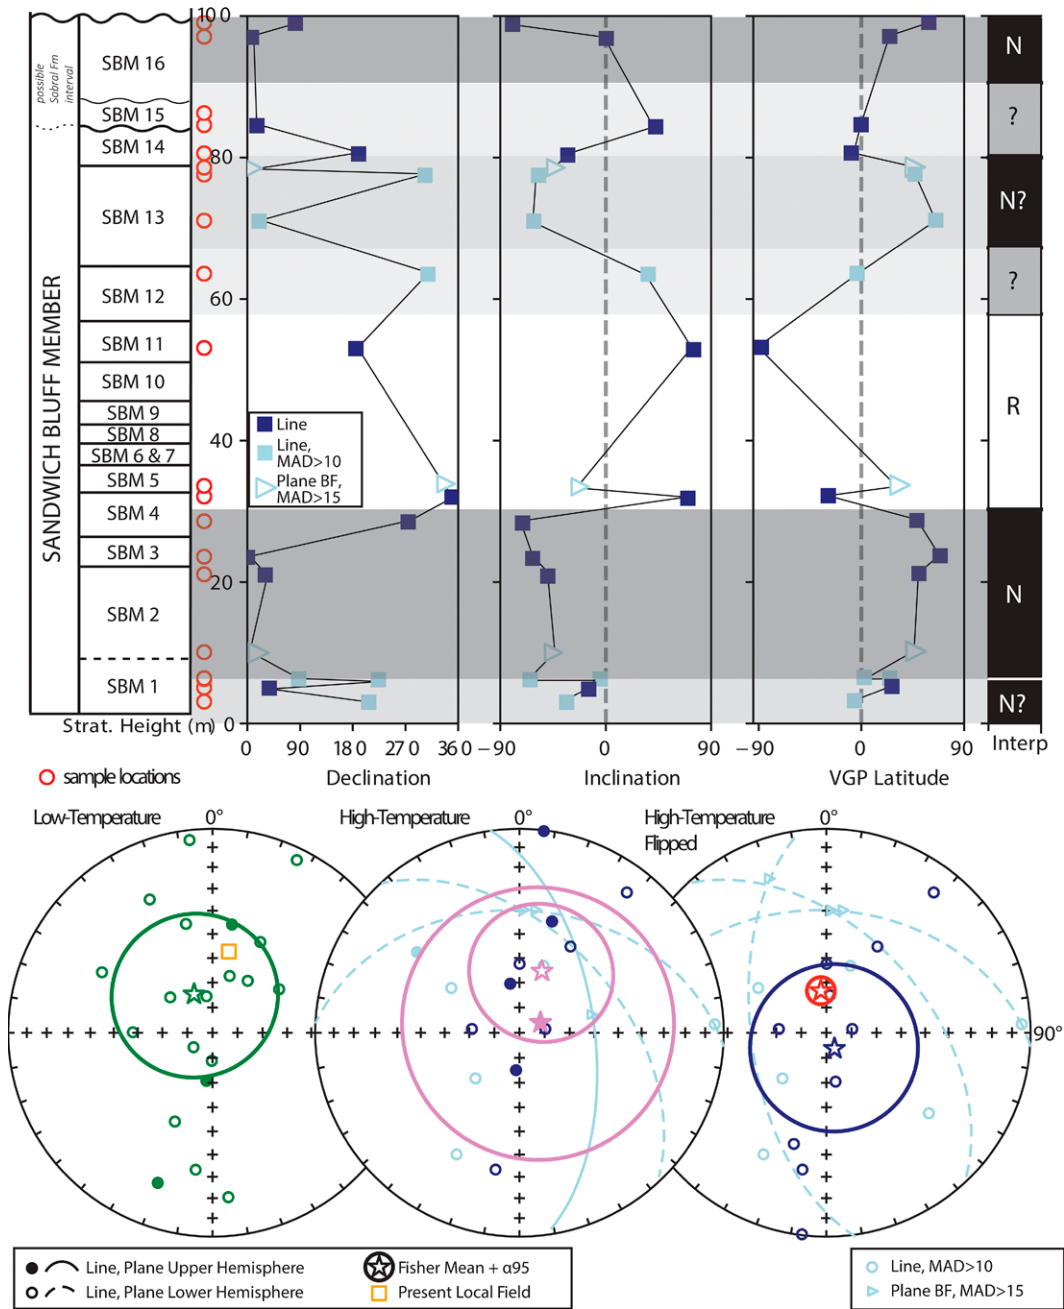 possible
Sobral Fm
interval
SANDWICH BLUFF MEMBER
SBM 16
SBM 15
SBM 14
SBM 13
SBM 12
SBM 11
SBM 10
SBM 9
SBM 8
SBM 6 & 7
SBM 5
SBM 4
SBM 3
SBM 2
SBM 1
100
80
60
40
20
0
Line
Line,
MAD>10
Plane BF,
MAD>15
N
?
N?
?
R
N
N?
Strat. Height (m)
0 90 180 270 360
-90 0 90
-90 0 90
Interp
sample locations
Declination
Inclination
VGP Latitude
Low-Temperature
0°
High-Temperature
0°
High-Temperature
Flipped
0°
90°
Line, Plane Upper Hemisphere
Line, Plane Lower Hemisphere
Fisher Mean + α95
Present Local Field
Line, MAD>10
Plane BF, MAD>15